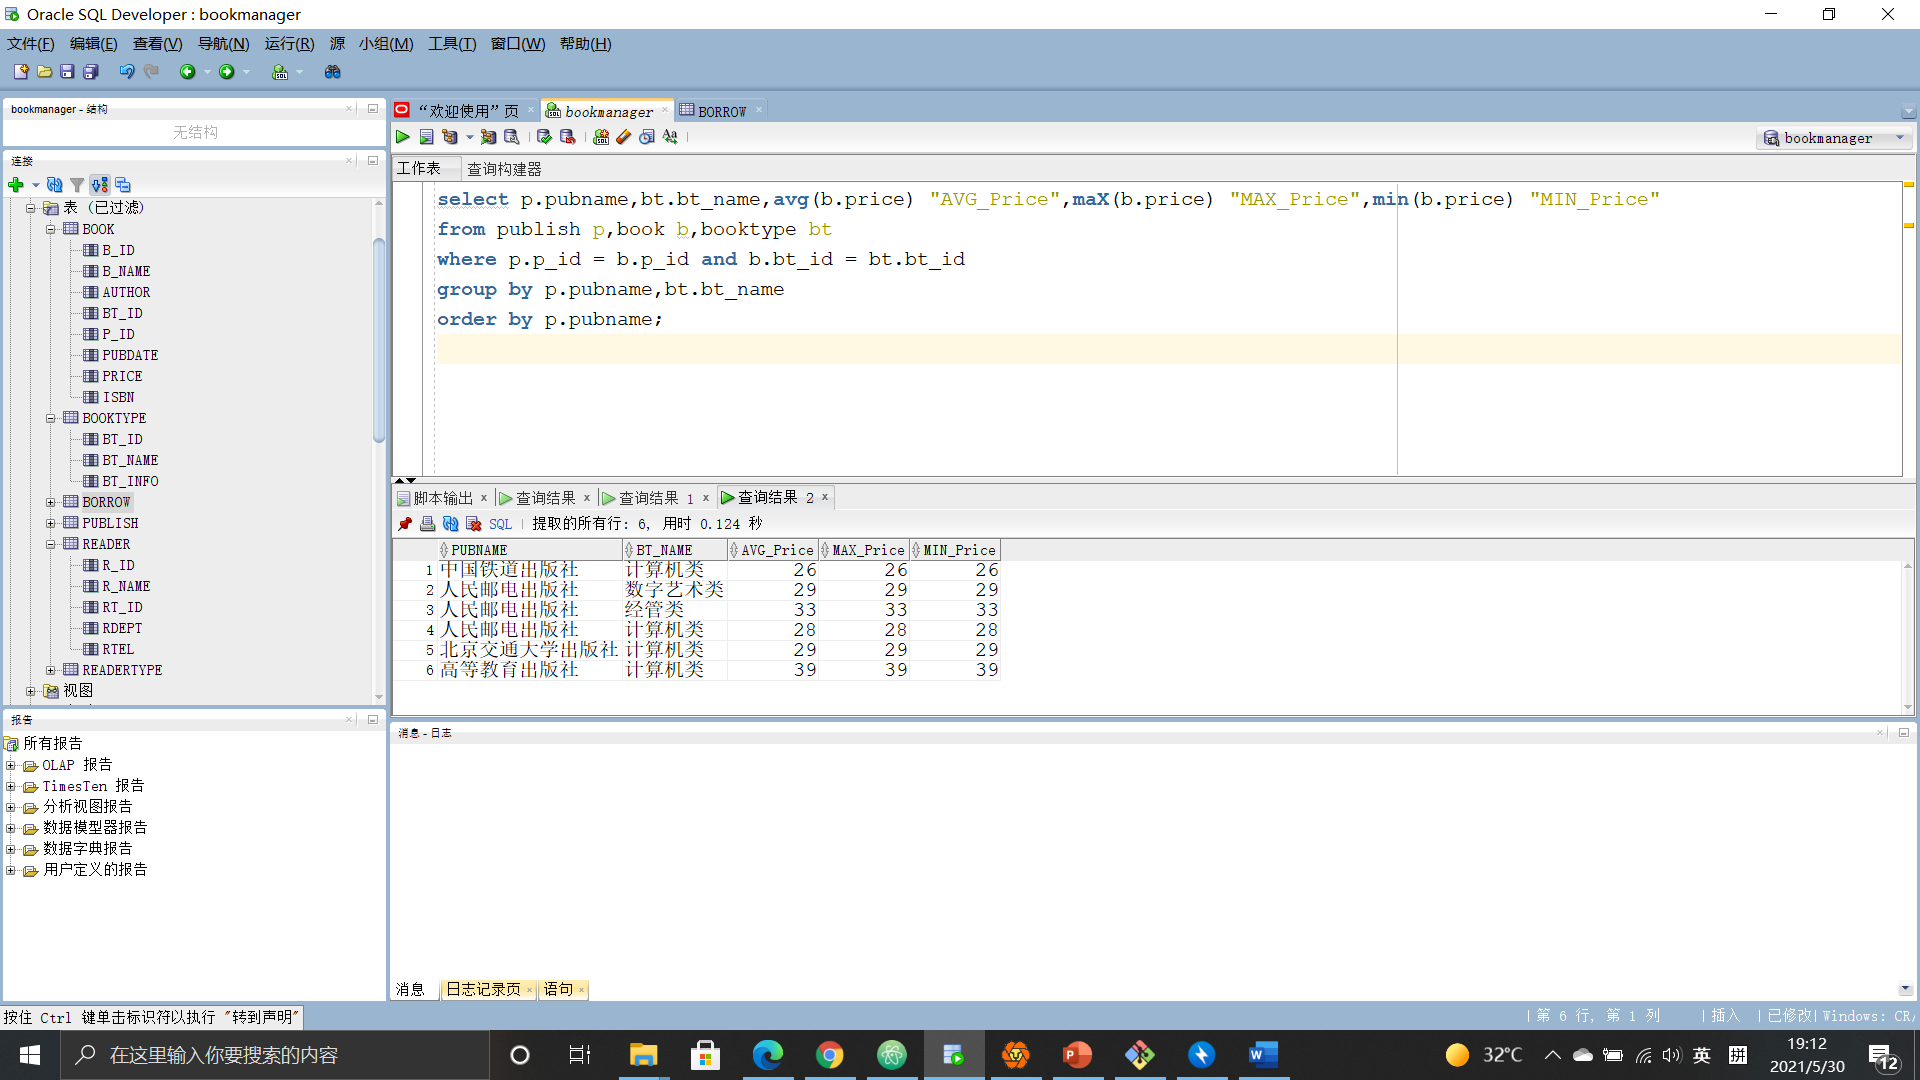 Oracle SQL Developer : bookmanager
文件(F) 编辑(E) 查看(V) 导航(N) 运行(R) 源 小组(M) 工具(T) 窗口(W) 帮助(H)
bookmanager - 结构
无结构
连接
表 (已过滤)
BOOK
B_ID
B_NAME
AUTHOR
BT_ID
P_ID
PUBDATE
PRICE
ISBN
BOOKTYPE
BT_ID
BT_NAME
BT_INFO
BORROW
PUBLISH
READER
R_ID
R_NAME
RT_ID
RDEPT
RTEL
READERTYPE
视图
报告
所有报告
OLAP 报告
TimesTen 报告
分析视图报告
数据模型器报告
数据字典报告
用户定义的报告
按住 Ctrl 键单击标识符以执行 "转到声明"
“欢迎使用”页 bookmanager BORROW
bookmanager
工作表 查询构建器
select p.pubname,bt.bt_name,avg(b.price) "AVG_Price",maX(b.price) "MAX_Price",min(b.price) "MIN_Price"
from publish p,book b,booktype bt
where p.p_id = b.p_id and b.bt_id = bt.bt_id
group by p.pubname,bt.bt_name
order by p.pubname;
脚本输出 查询结果 查询结果 1 查询结果 2
SQL 提取的所有行: 6, 用时 0.124 秒
PUBNAME BT_NAME AVG_Price MAX_Price MIN_Price
1 中国铁道出版社 计算机类 26 26 26
2 人民邮电出版社 数字艺术类 29 29 29
3 人民邮电出版社 经管类 33 33 33
4 人民邮电出版社 计算机类 28 28 28
5 北京交通大学出版社 计算机类 29 29 29
6 高等教育出版社 计算机类 39 39 39
消息 - 日志
消息 日志记录页 语句
第 6 行, 第 1 列 插入 已修改 Windows: CR/
在这里输入你要搜索的内容
32°C 英 拼 19:12
2021/5/30
12